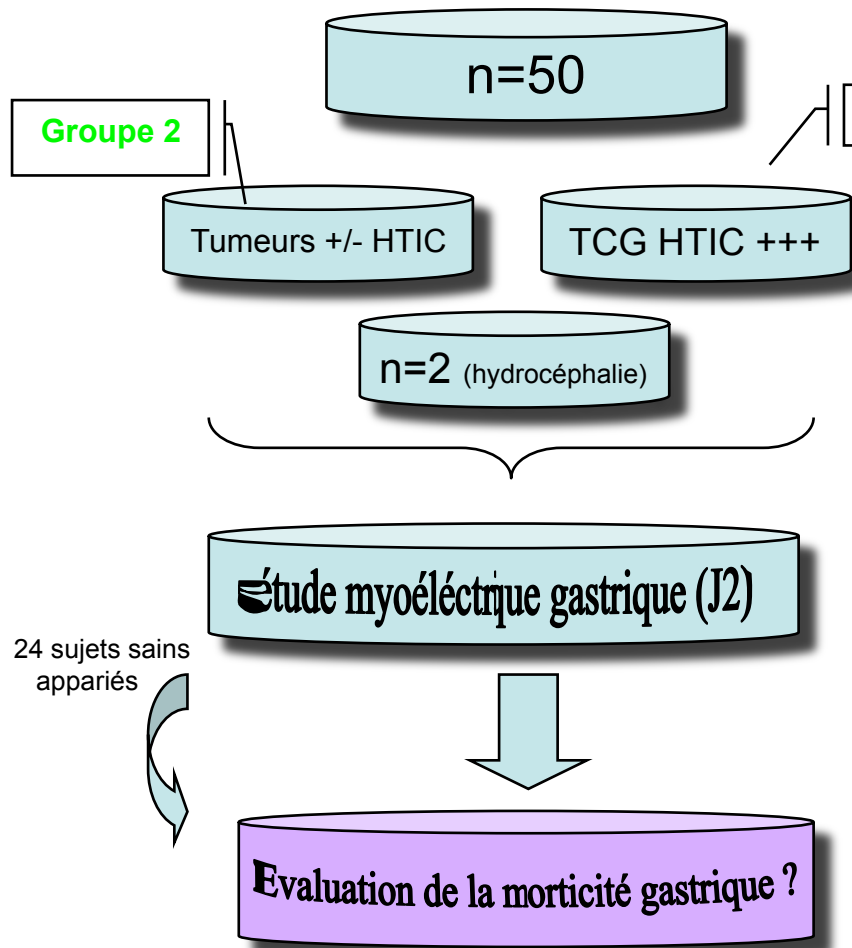 n=50
Groupe 2
Tumeurs +/- HTIC
TCG HTIC +++
n=2 (hydrocéphalie)
étude myoéléctrique gastrique (J2)
24 sujets sains
appariés
Evaluation de la morticité gastrique ?